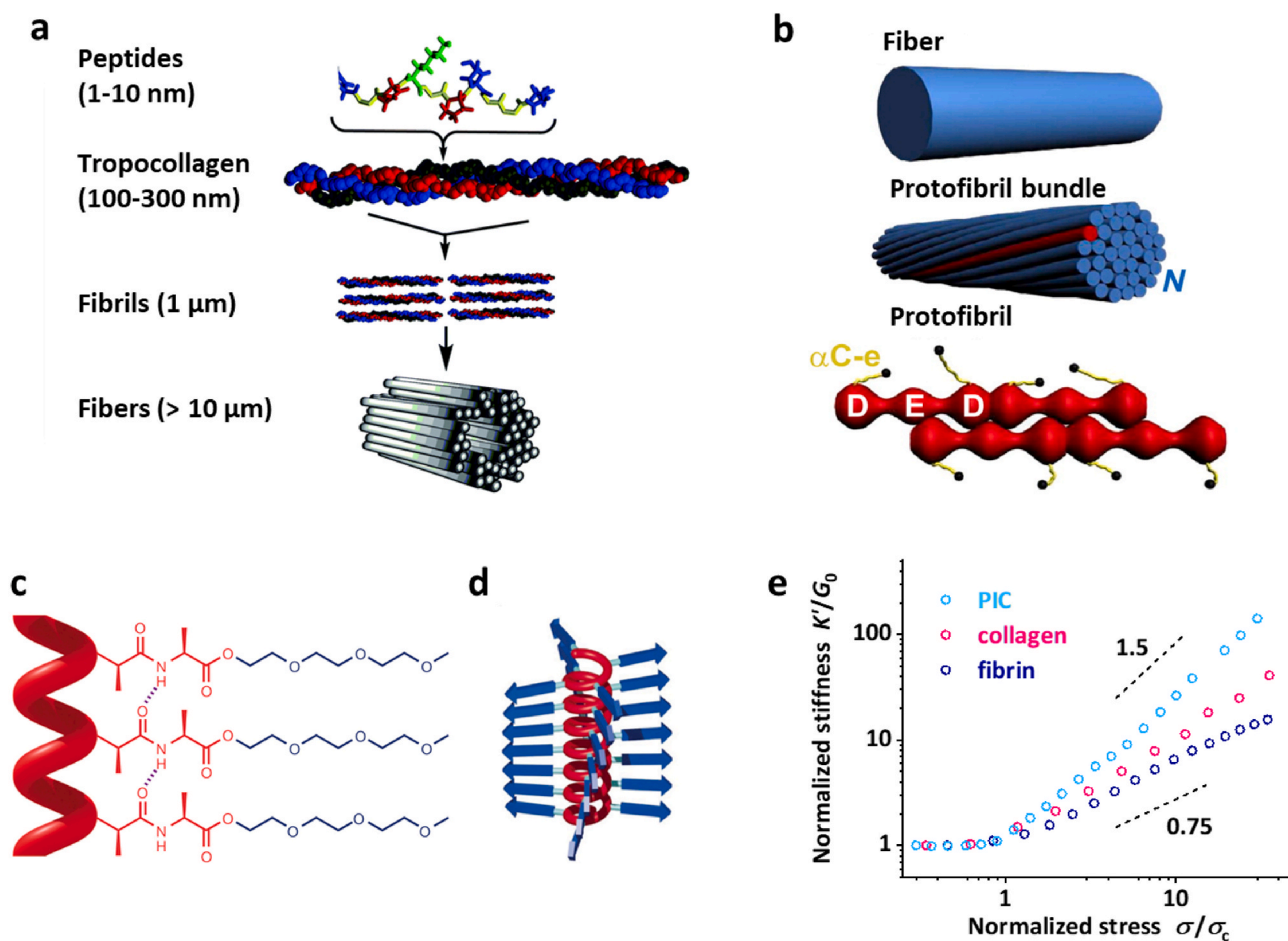 a
Peptides
(1-10 nm)
Tropocollagen
(100-300 nm)
Fibrils (1 μm)
Fibers (> 10 μm)
b
Fiber
Protofibril bundle
N
Protofibril
αC-e
D E D
c
O
N
H
O
O
O
O
O
O
N
H
O
O
O
O
O
O
N
H
O
O
O
O
O
d
e
Normalized stiffness K'/G0
100
10
1
PIC
collagen
fibrin
1.5
0.75
1
10
Normalized stress σ/σc